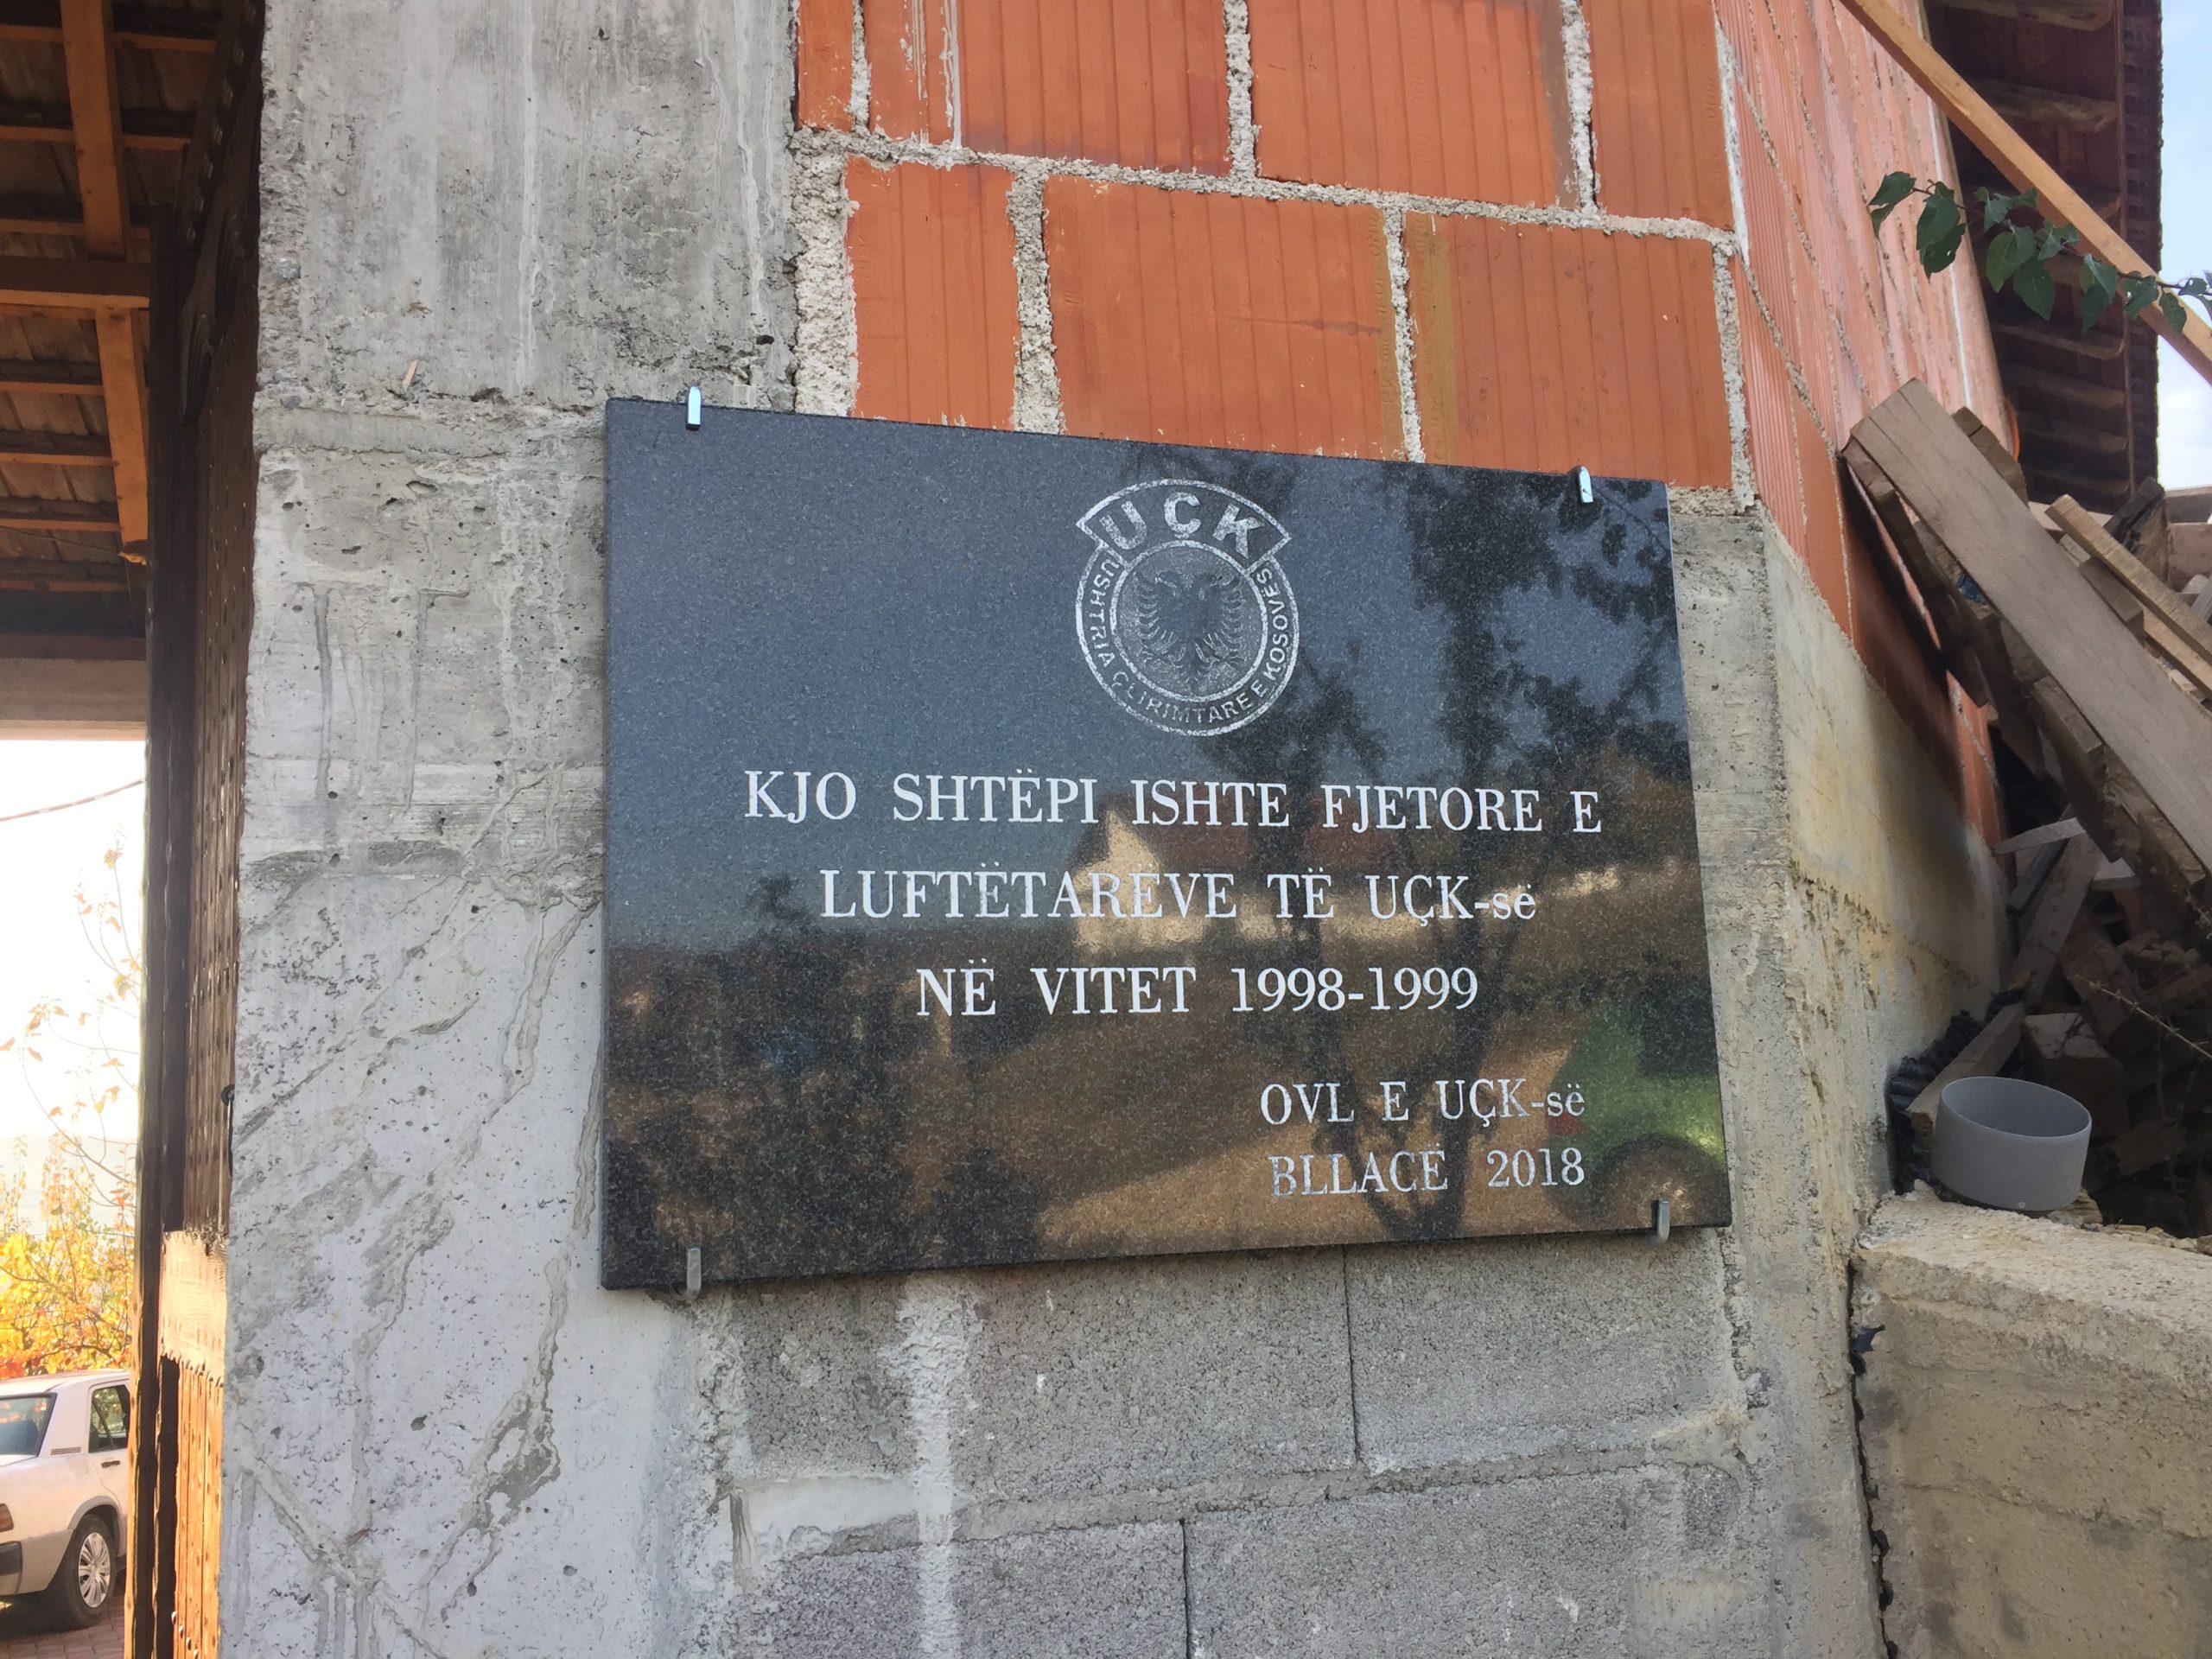 UÇK
USHTRIA ÇLIRIMTARE E KOSOVËS
KJO SHTËPI ISHTE FJETORE E
LUFTËTARËVE TË UÇK-së
NË VITET 1998-1999
OVL E UÇK-së
BLLACË 2018